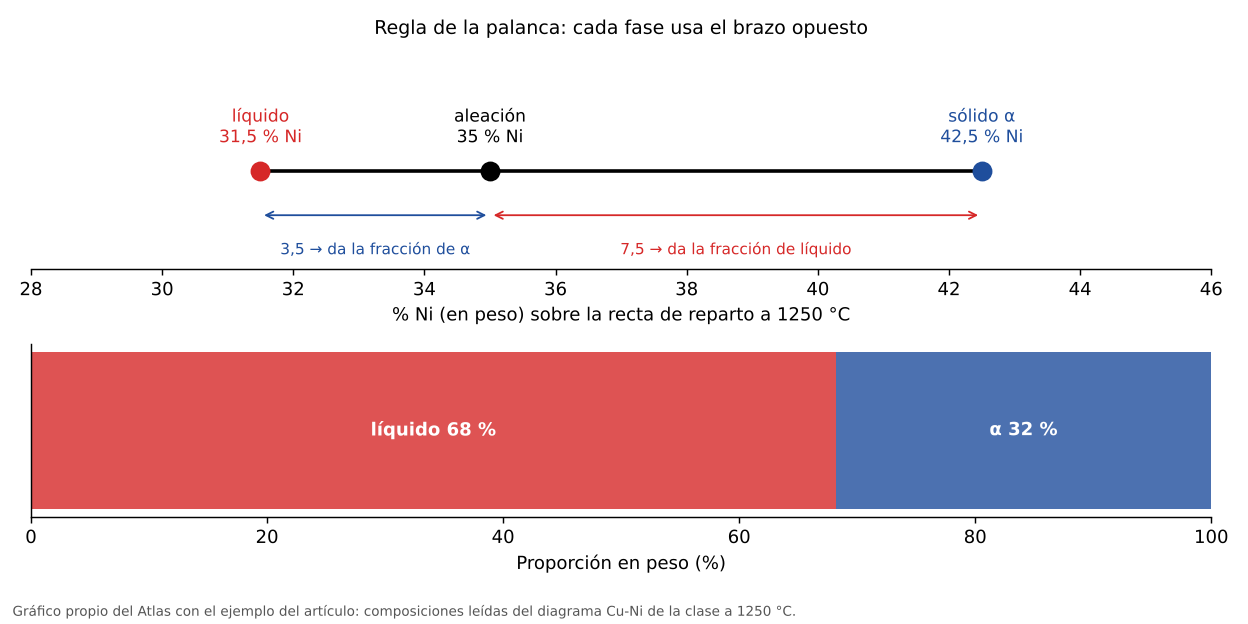 Regla de la palanca: cada fase usa el brazo opuesto
líquido
31,5 % Ni
aleación
35 % Ni
sólido α
42,5 % Ni
3,5 → da la fracción de α
7,5 → da la fracción de líquido
28 30 32 34 36 38 40 42 44 46
% Ni (en peso) sobre la recta de reparto a 1250 °C
líquido 68 %
α 32 %
0 20 40 60 80 100
Proporción en peso (%)
Gráfico propio del Atlas con el ejemplo del artículo: composiciones leídas del diagrama Cu-Ni de la clase a 1250 °C.